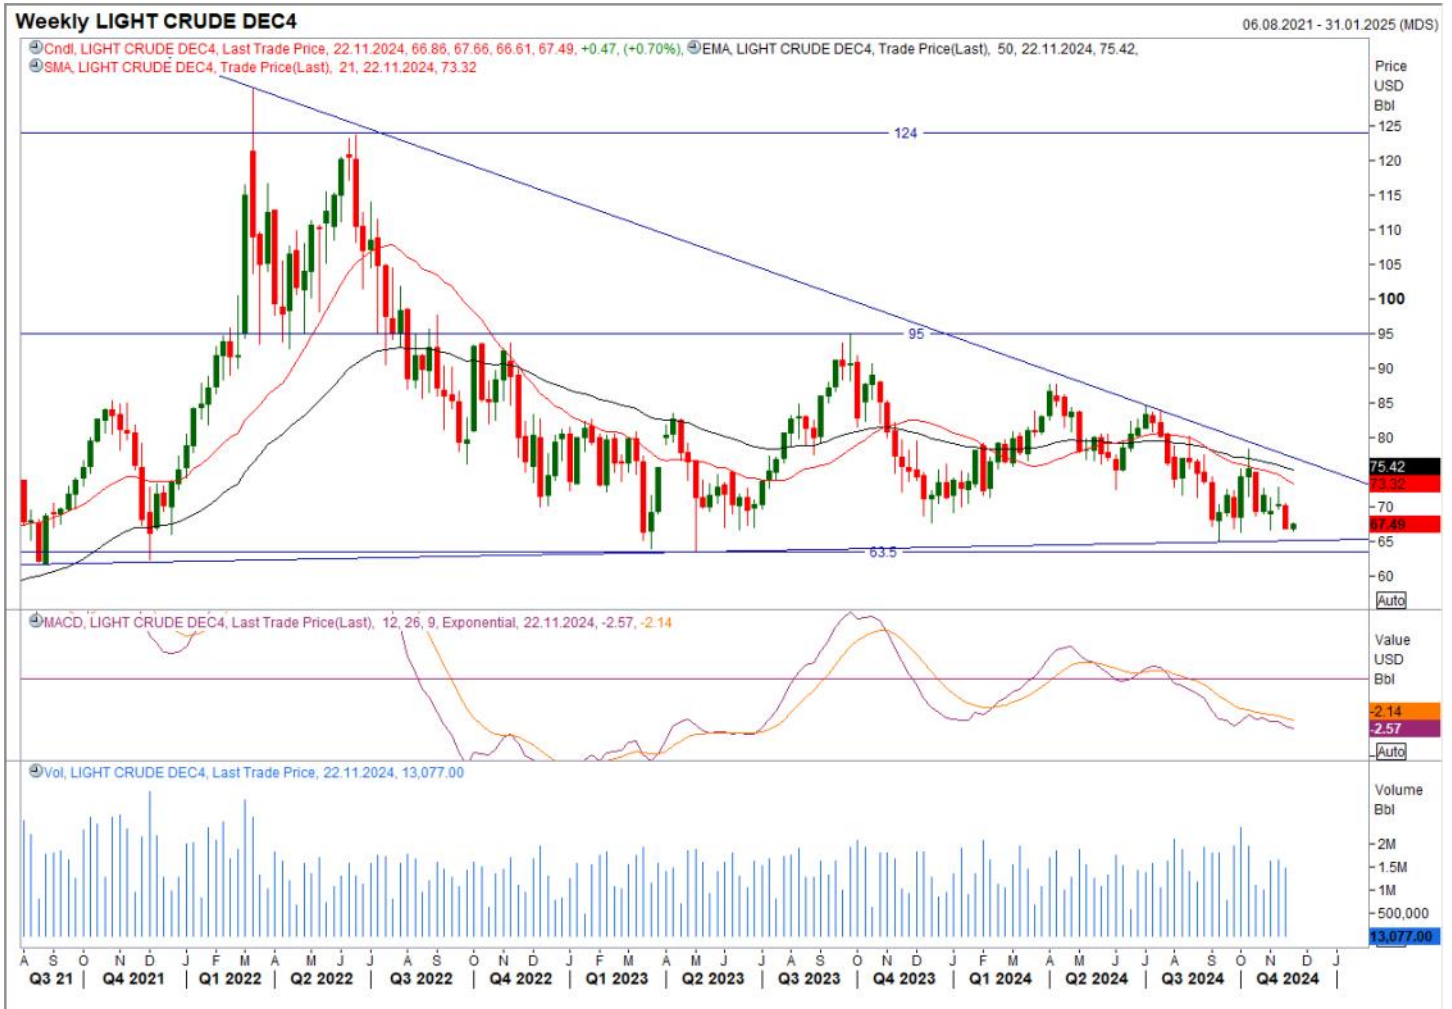 Weekly LIGHT CRUDE DEC4
06.08.2021 - 31.01.2025 (MDS)
Cndl, LIGHT CRUDE DEC4, Last Trade Price, 22.11.2024, 66.86, 67.66, 66.61, 67.49, +0.47, (+0.70%), EMA, LIGHT CRUDE DEC4, Trade Price(Last), 50, 22.11.2024, 75.42,
SMA, LIGHT CRUDE DEC4, Trade Price(Last), 21, 22.11.2024, 73.32
Price
USD
Bbl
125
124
120
115
110
105
100
95
95
90
85
80
75.42
73.32
70
67.49
65
63.5
60
Auto
MACD, LIGHT CRUDE DEC4, Last Trade Price(Last), 12, 26, 9, Exponential, 22.11.2024, -2.57, -2.14
Value
USD
Bbl
-2.14
-2.57
Auto
Vol, LIGHT CRUDE DEC4, Last Trade Price, 22.11.2024, 13,077.00
Volume
Bbl
2M
1.5M
1M
500,000
13,077.00
A S O N D J F M A M J J A S O N D J F M A M J J A S O N D J F M A M J J A S O N D J
Q3 21 Q4 2021 Q1 2022 Q2 2022 Q3 2022 Q4 2022 Q1 2023 Q2 2023 Q3 2023 Q4 2023 Q1 2024 Q2 2024 Q3 2024 Q4 2024